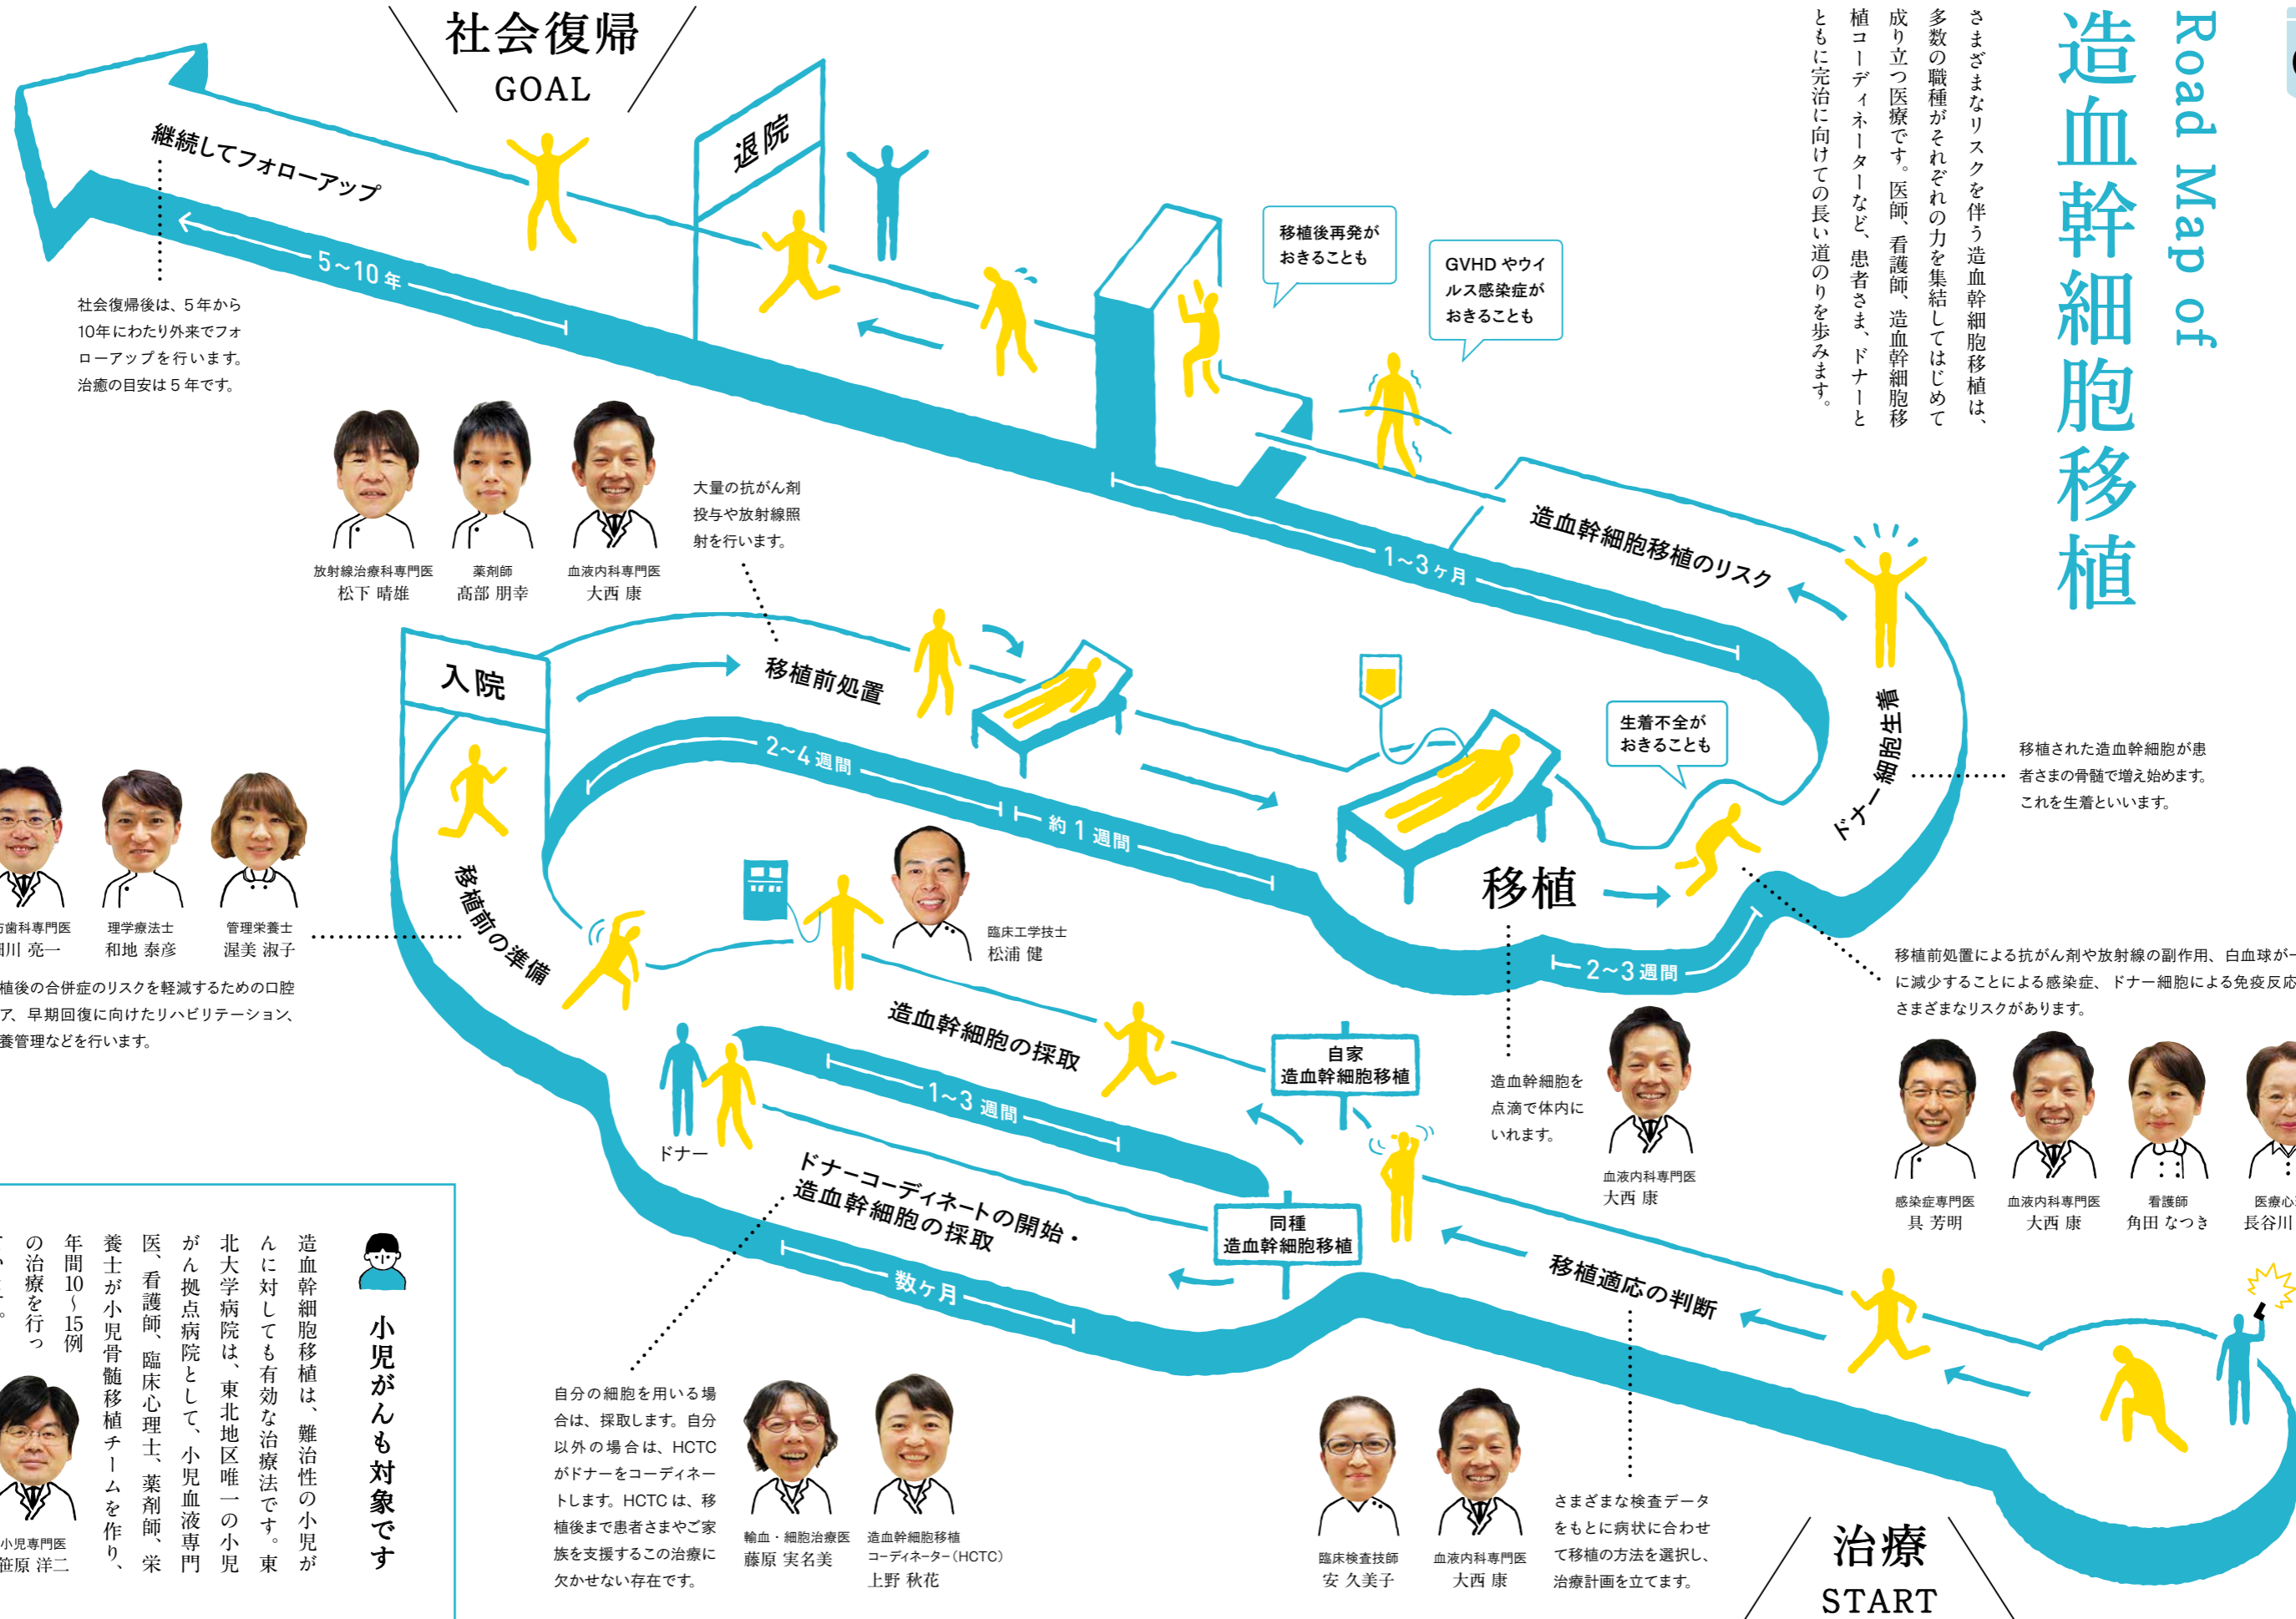 Road Map of
造血幹細胞移植
さまざまなリスクを伴う造血幹細胞移植は、
多数の職種がそれぞれの力を集結してはじめて
成り立つ医療です。医師、看護師、造血幹細胞移
植コーディネーターなど、患者さま、ドナーと
ともに完治に向けての長い道のりを歩みます。
社会復帰
GOAL
退院
継続してフォローアップ
5〜10年
社会復帰後は、5年から
10年にわたり外来でフォ
ローアップを行います。
治癒の目安は5年です。
移植後再発が
おきることも
GVHDやウイ
ルス感染症が
おきることも
造血幹細胞移植のリスク
1〜3ヶ月
放射線治療科専門医
松下 晴雄
薬剤師
髙部 朋幸
血液内科専門医
大西 康
大量の抗がん剤
投与や放射線照
射を行います。
入院
移植前処置
2〜4週間
約1週間
生着不全が
おきることも
ドナー細胞生着
移植された造血幹細胞が患
者さまの骨髄で増え始めます。
これを生着といいます。
移植
2〜3週間
歯科専門医
川 亮一
理学療法士
和地 泰彦
管理栄養士
渥美 淑子
植後の合併症のリスクを軽減するための口腔
ア、早期回復に向けたリハビリテーション、
養管理などを行います。
移植前の準備
臨床工学技士
松浦 健
移植前処置による抗がん剤や放射線の副作用、白血球が一
に減少することによる感染症、ドナー細胞による免疫反応
さまざまなリスクがあります。
造血幹細胞の採取
1〜3週間
自家
造血幹細胞移植
造血幹細胞を
点滴で体内に
いれます。
血液内科専門医
大西 康
感染症専門医
具 芳明
血液内科専門医
大西 康
看護師
角田 なつき
医療心
長谷川
ドナー
ドナーコーディネートの開始・
造血幹細胞の採取
数ヶ月
同種
造血幹細胞移植
移植適応の判断
自分の細胞を用いる場
合は、採取します。自分
以外の場合は、HCTC
がドナーをコーディネー
トします。HCTCは、移
植後まで患者さまやご家
族を支援するこの治療に
欠かせない存在です。
輸血・細胞治療医
藤原 実名美
造血幹細胞移植
コーディネーター(HCTC)
上野 秋花
臨床検査技師
安 久美子
血液内科専門医
大西 康
さまざまな検査データ
をもとに病状に合わせ
て移植の方法を選択し、
治療計画を立てます。
治療
START
小児がんも対象です
造血幹細胞移植は、難治性の小児が
んに対しても有効な治療法です。東
北大学病院は、東北地区唯一の小児
がん拠点病院として、小児血液専門
医、看護師、臨床心理士、薬剤師、栄
養士が小児骨髄移植チームを作り、
年間10〜15例
の治療を行っ
小児専門医
笹原 洋二